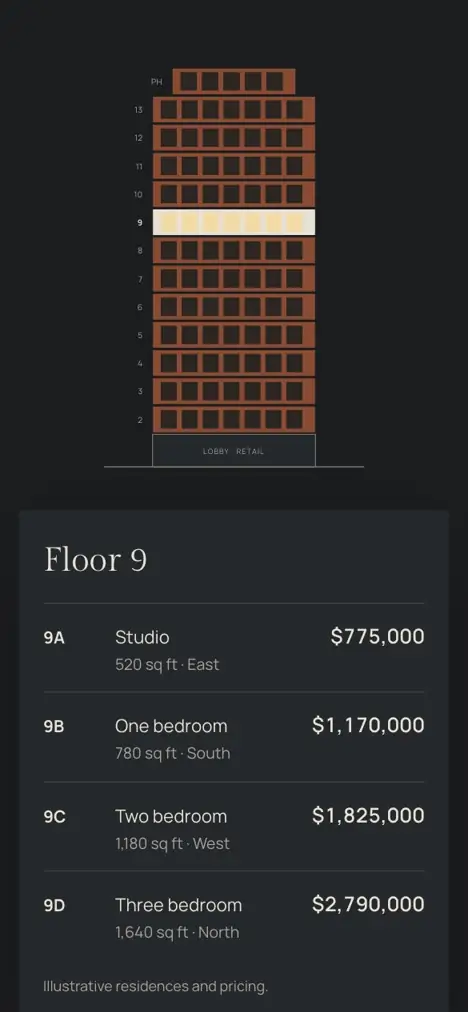 PH
13
12
11
10
9
8
7
6
5
4
3
2
LOBBY RETAIL
Floor 9
9A Studio $775,000
520 sq ft · East
9B One bedroom $1,170,000
780 sq ft · South
9C Two bedroom $1,825,000
1,180 sq ft · West
9D Three bedroom $2,790,000
1,640 sq ft · North
Illustrative residences and pricing.